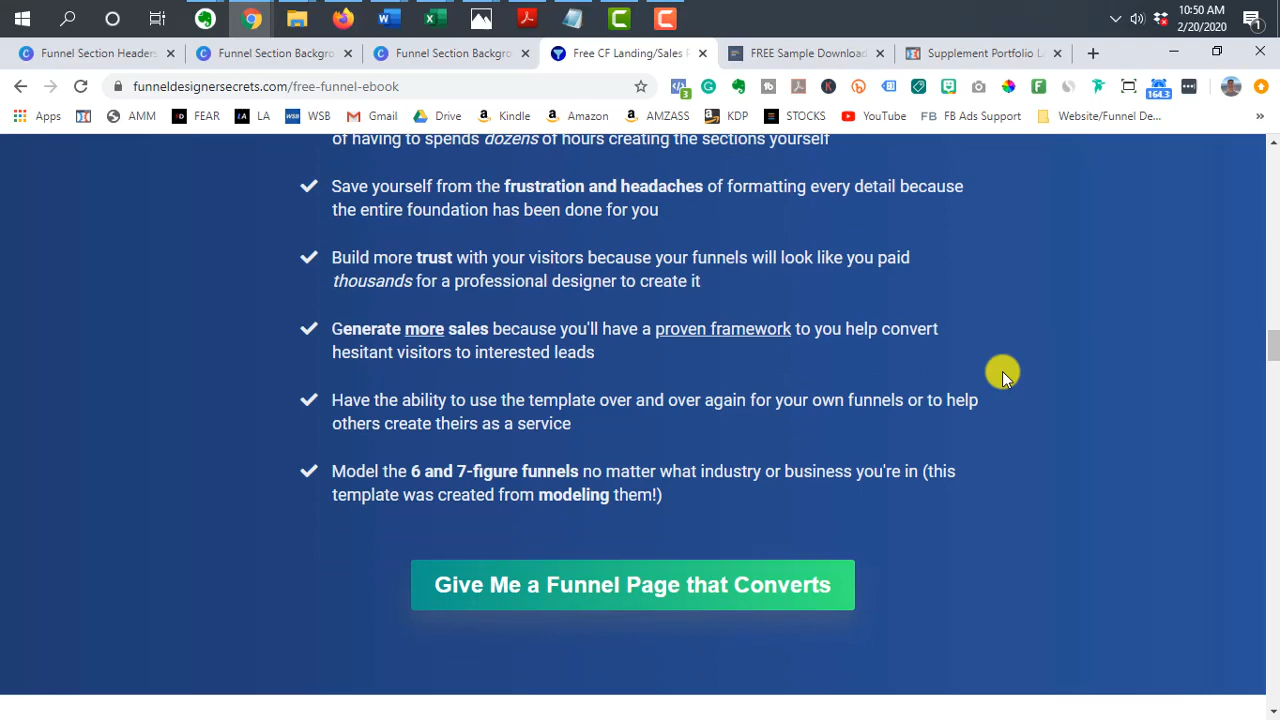 10:50 AM
2/20/2020
1
Funnel Section Headers
Funnel Section Backgro
Funnel Section Backgro
Free CF Landing/Sales P
FREE Sample Download
Supplement Portfolio L
funneldesignersecrets.com/free-funnel-ebook
3
164.3
Apps
AMM
FEAR
LA
WSB
Gmail
Drive
Kindle
Amazon
AMZASS
KDP
STOCKS
YouTube
FB FB Ads Support
Website/Funnel De...
of having to spends dozens of hours creating the sections yourself
Save yourself from the frustration and headaches of formatting every detail because
the entire foundation has been done for you
Build more trust with your visitors because your funnels will look like you paid
thousands for a professional designer to create it
Generate more sales because you'll have a proven framework to you help convert
hesitant visitors to interested leads
Have the ability to use the template over and over again for your own funnels or to help
others create theirs as a service
Model the 6 and 7-figure funnels no matter what industry or business you're in (this
template was created from modeling them!)
Give Me a Funnel Page that Converts